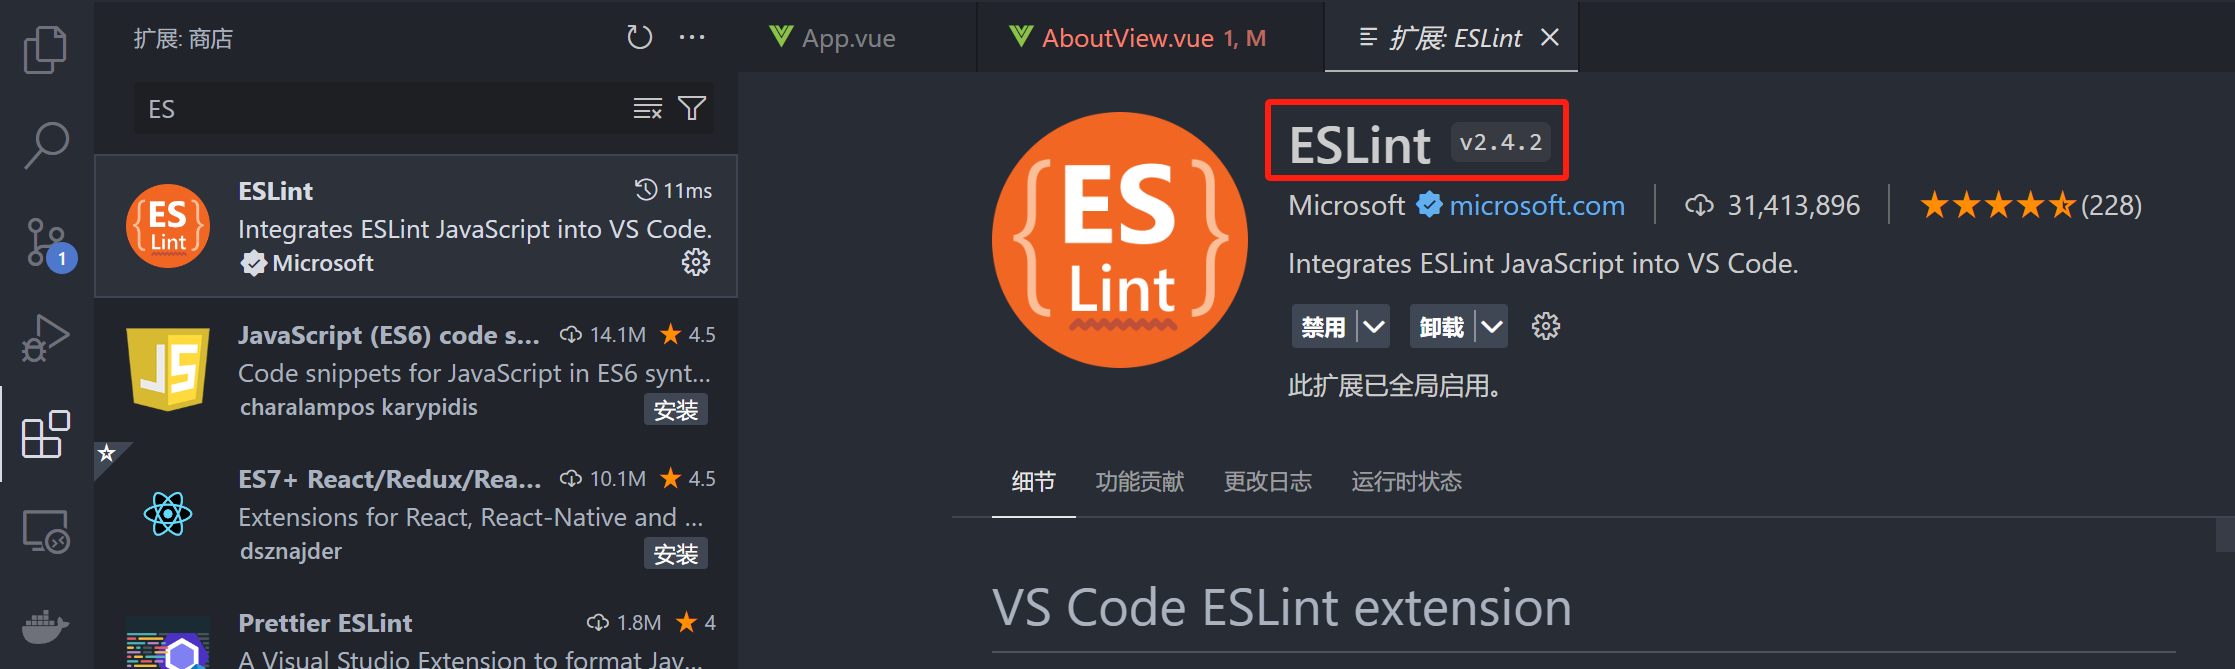 扩展: 商店
ES
ES
Lint
ESLint
11ms
Integrates ESLint JavaScript into VS Code.
Microsoft
JS
JavaScript (ES6) code s... 14.1M 4.5
Code snippets for JavaScript in ES6 synt...
charalampos karypidis
安装
ES7+ React/Redux/Rea... 10.1M 4.5
Extensions for React, React-Native and ...
dsznajder
安装
Prettier ESLint 1.8M 4
A Visual Studio Extension to format Jav...
1
App.vue
AboutView.vue 1, M
扩展: ESLint
{ES
Lint}
ESLint v2.4.2
Microsoft microsoft.com 31,413,896 (228)
Integrates ESLint JavaScript into VS Code.
禁用 卸载
此扩展已全局启用。
细节 功能贡献 更改日志 运行时状态
VS Code ESLint extension